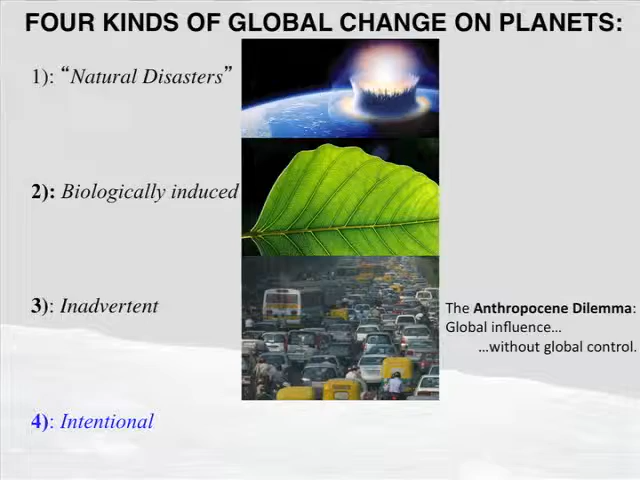 FOUR KINDS OF GLOBAL CHANGE ON PLANETS:
1): “Natural Disasters”
2): Biologically induced
3): Inadvertent
The Anthropocene Dilemma:
Global influence…
…without global control.
4): Intentional